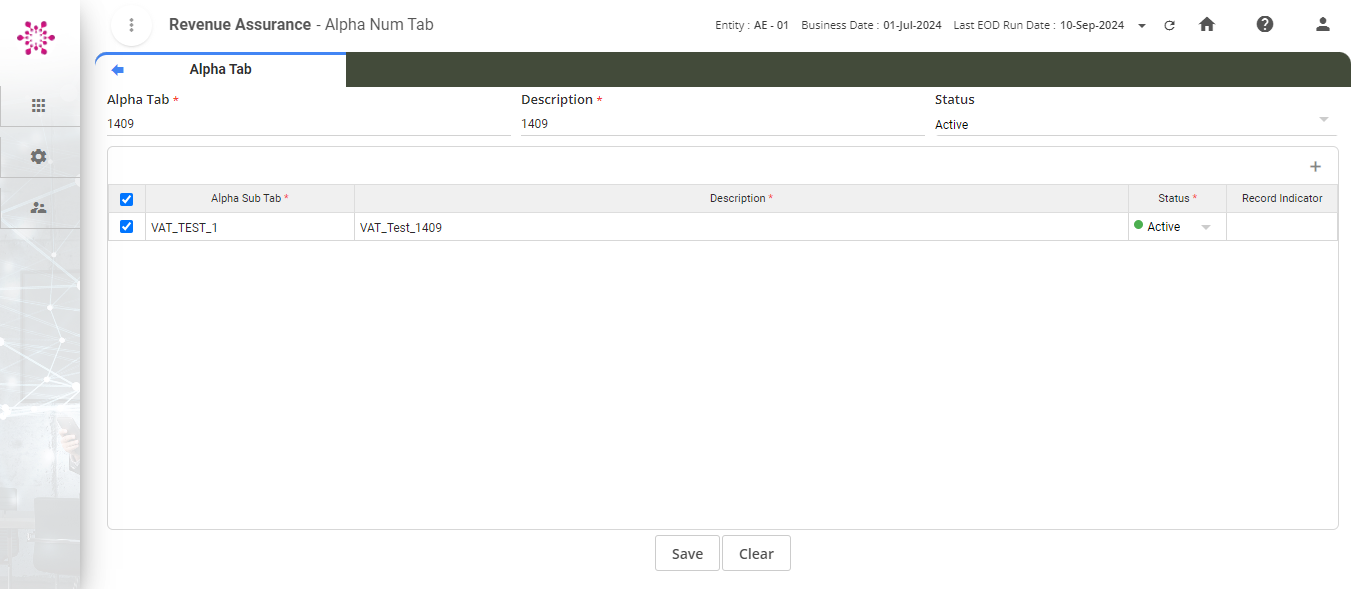 Revenue Assurance - Alpha Num Tab
Entity : AE - 01 Business Date : 01-Jul-2024 Last EOD Run Date : 10-Sep-2024
Alpha Tab
Alpha Tab * Description * Status
1409 1409 Active
Alpha Sub Tab * Description * Status * Record Indicator
VAT_TEST_1 VAT_Test_1409 Active
Save Clear